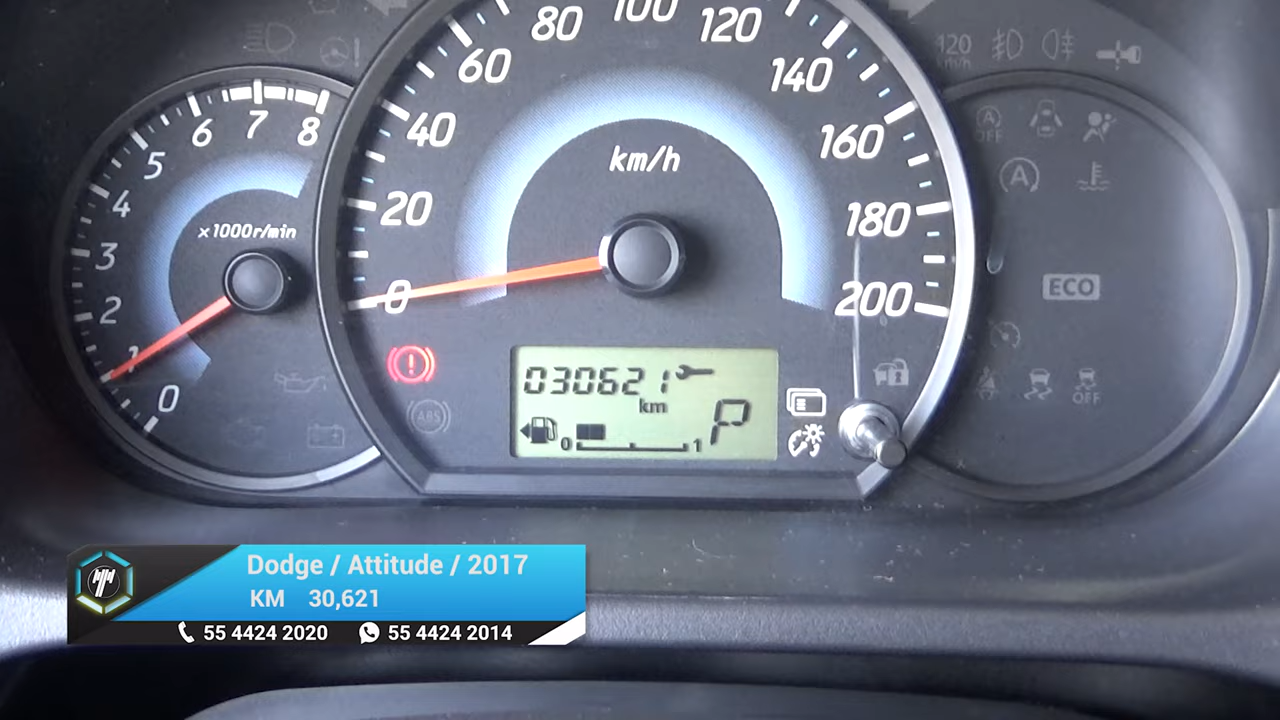 80 100 120
60 140
40 160
20 180
0 200
km/h
5 6 7 8
4
3
2
1
0
x1000r/min
120
km/h
A
OFF
A
ECO
OFF
ABS
030621
km
0 1
P
Dodge / Attitude / 2017
KM 30,621
55 4424 2020 55 4424 2014